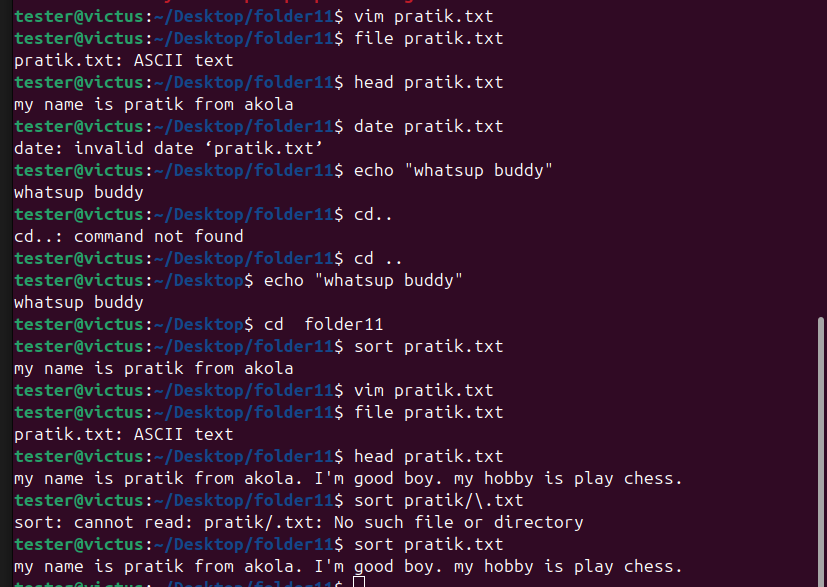 tester@victus:~/Desktop/folder11$ vim pratik.txt
tester@victus:~/Desktop/folder11$ file pratik.txt
pratik.txt: ASCII text
tester@victus:~/Desktop/folder11$ head pratik.txt
my name is pratik from akola
tester@victus:~/Desktop/folder11$ date pratik.txt
date: invalid date ‘pratik.txt’
tester@victus:~/Desktop/folder11$ echo "whatsup buddy"
whatsup buddy
tester@victus:~/Desktop/folder11$ cd..
cd..: command not found
tester@victus:~/Desktop/folder11$ cd ..
tester@victus:~/Desktop$ echo "whatsup buddy"
whatsup buddy
tester@victus:~/Desktop$ cd  folder11
tester@victus:~/Desktop/folder11$ sort pratik.txt
my name is pratik from akola
tester@victus:~/Desktop/folder11$ vim pratik.txt
tester@victus:~/Desktop/folder11$ file pratik.txt
pratik.txt: ASCII text
tester@victus:~/Desktop/folder11$ head pratik.txt
my name is pratik from akola. I'm good boy. my hobby is play chess.
tester@victus:~/Desktop/folder11$ sort pratik/\.txt
sort: cannot read: pratik/.txt: No such file or directory
tester@victus:~/Desktop/folder11$ sort pratik.txt
my name is pratik from akola. I'm good boy. my hobby is play chess.
tester@victus:~/Desktop/folder11$